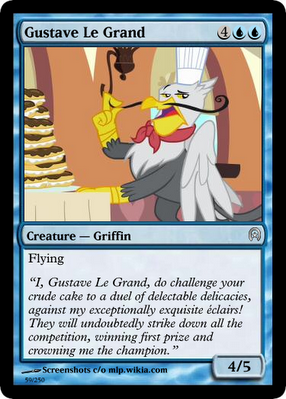 Gustave Le Grand 4
Creature — Griffin
Flying
"I, Gustave Le Grand, do challenge your
crude cake to a duel of delectable delicacies,
against my exceptionally exquisite éclairs!
They will undoubtedly strike down all the
competition, winning first prize and
crowning me the champion."
4/5
Screenshots c/o mlp.wikia.com
59/250